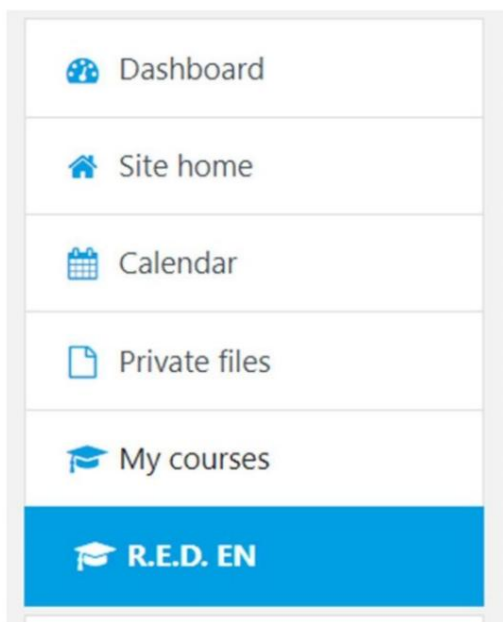 Dashboard
Site home
Calendar
Private files
My courses
R.E.D. EN